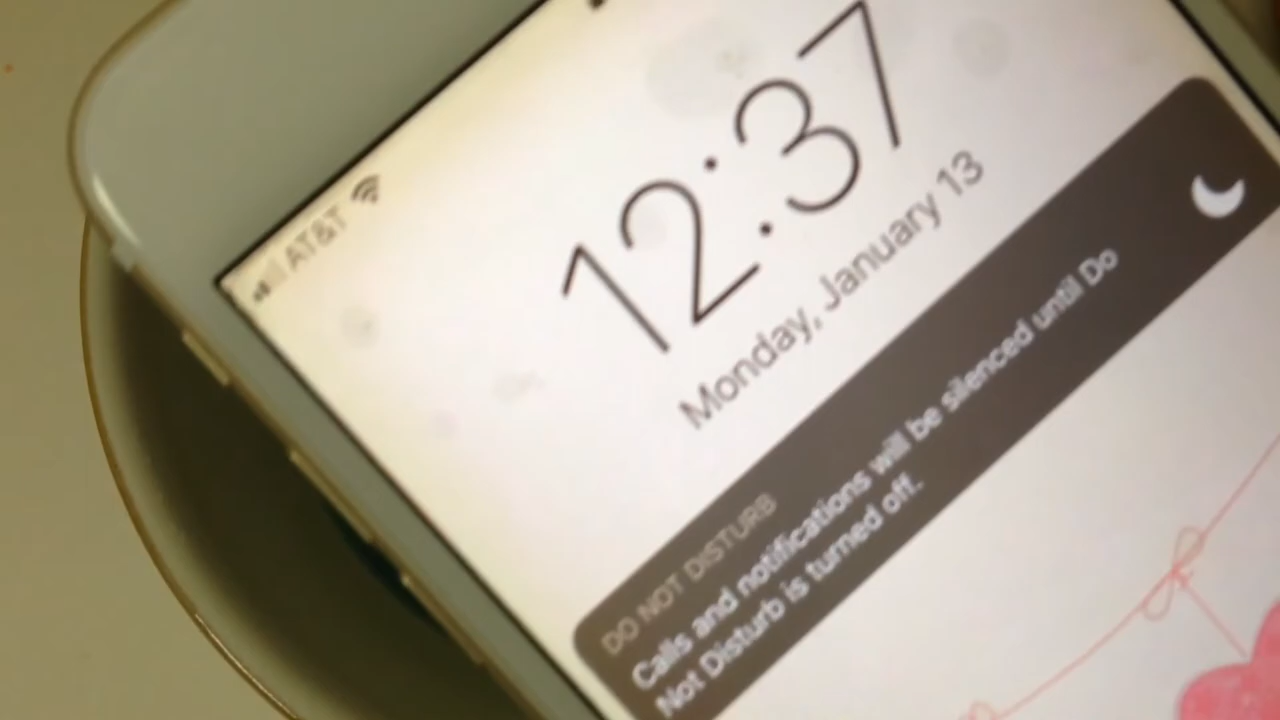 AT&T
12:37
Monday, January 13
DO NOT DISTURB
Calls and notifications will be silenced until Do
Not Disturb is turned off.